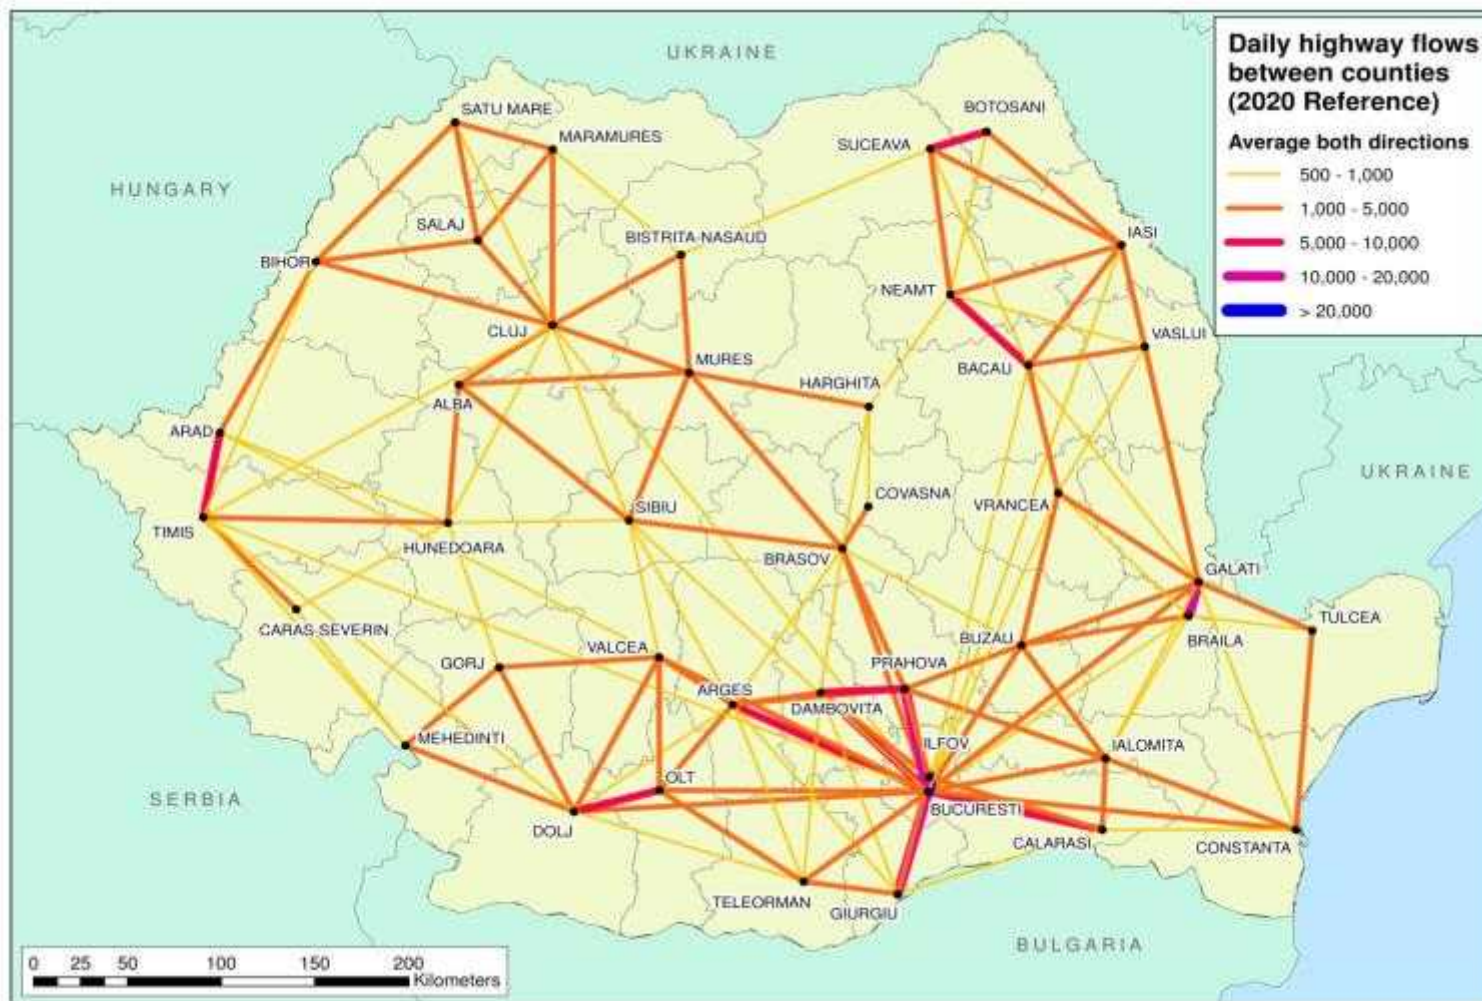 UKRAINE
Daily highway flows
between counties
(2020 Reference)
Average both directions
500 - 1,000
1,000 - 5,000
5,000 - 10,000
10,000 - 20,000
> 20,000
SATU MARE
BOTOSANI
MARAMURES
SUCEAVA
HUNGARY
SALAJ
BISTRITA-NASAUD
IASI
BIHOR
NEAMT
CLUJ
VASLUI
MURES
BACAU
HARGHITA
ALBA
ARAD
UKRAINE
COVASNA
SIBIU
VRANCEA
TIMIS
HUNEDOARA
BRASOV
GALATI
TULCEA
CARAS SEVERIN
BRAILA
VALCEA
BUZAU
GORJ
PRAHOVA
ARGES
DAMBOVITA
MEHEDINTI
ILFOV
IALOMITA
OLT
SERBIA
BUCURESTI
DOLJ
CALARASI
CONSTANTA
TELEORMAN
GIURGIU
BULGARIA
0 25 50 100 150 200
Kilometers